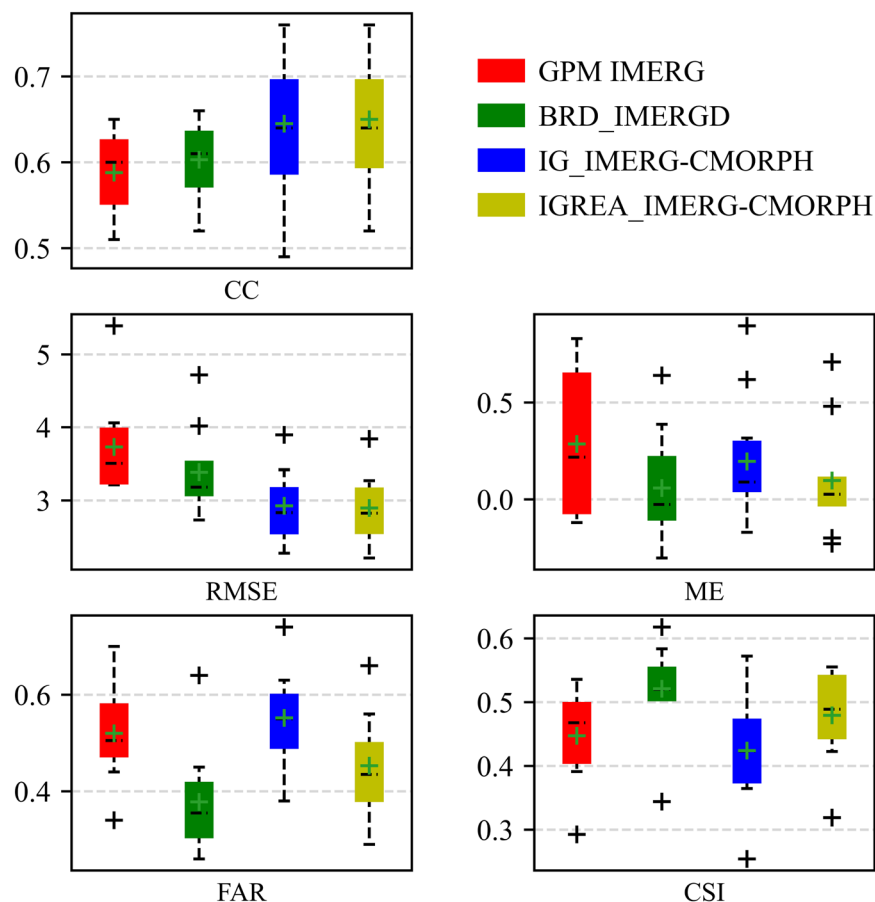 0.7
0.6
0.5
CC
GPM IMERG
BRD_IMERGD
IG_IMERG-CMORPH
IGREA_IMERG-CMORPH
5
4
3
RMSE
0.5
0.0
ME
0.6
0.4
FAR
0.6
0.5
0.4
0.3
CSI